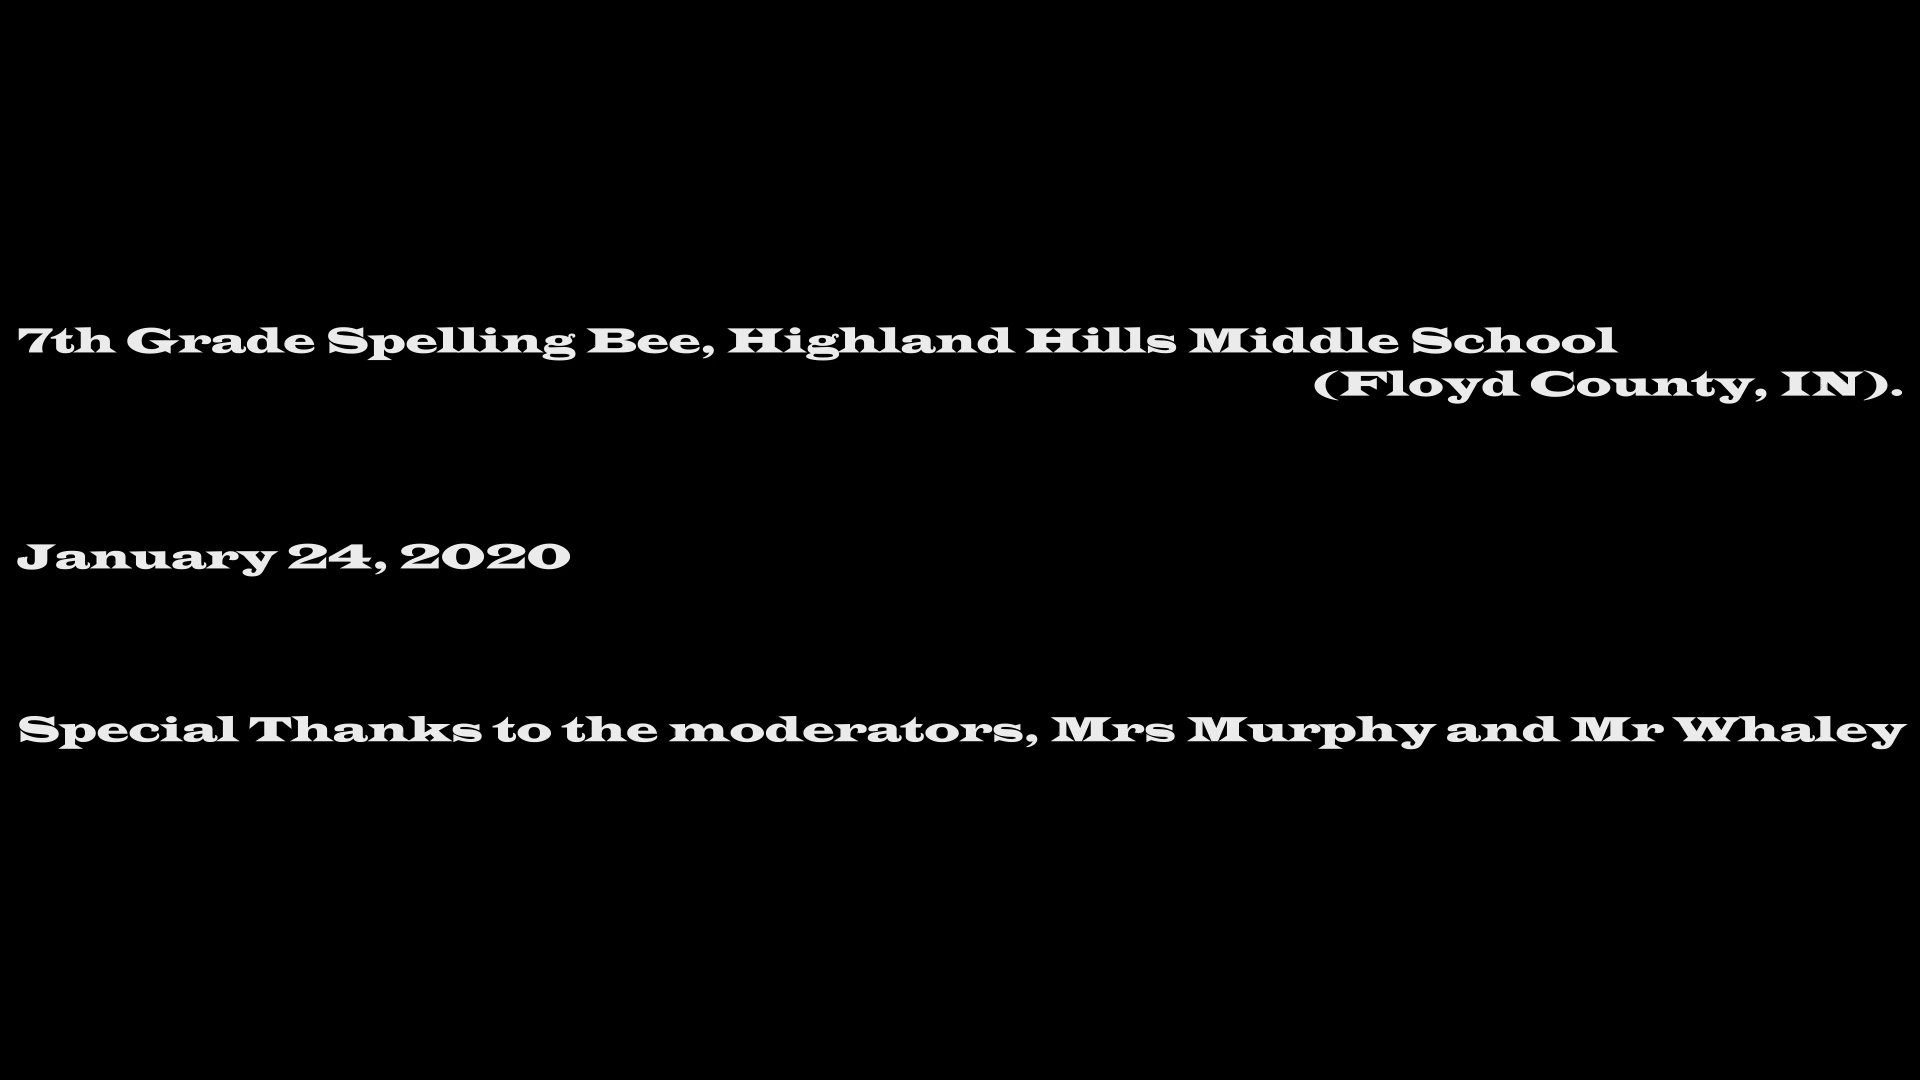 7th Grade Spelling Bee, Highland Hills Middle School
(Floyd County, IN).
January 24, 2020
Special Thanks to the moderators, Mrs Murphy and Mr Whaley